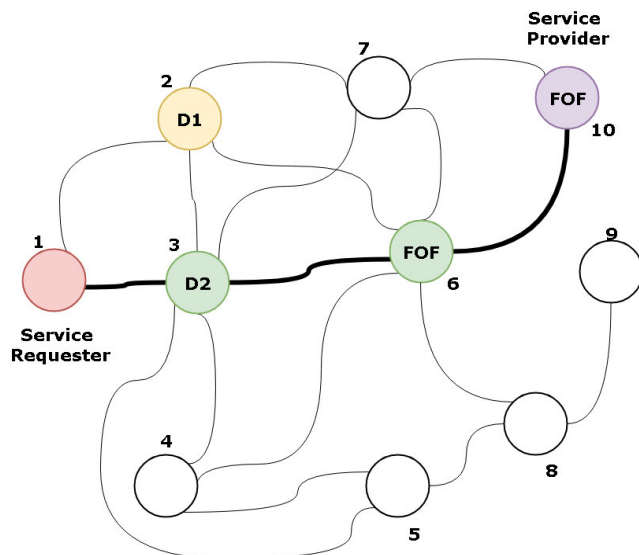 Service
Provider
7
2
FOF
D1
10
1
3
FOF
9
D2
6
Service
Requester
4
8
5